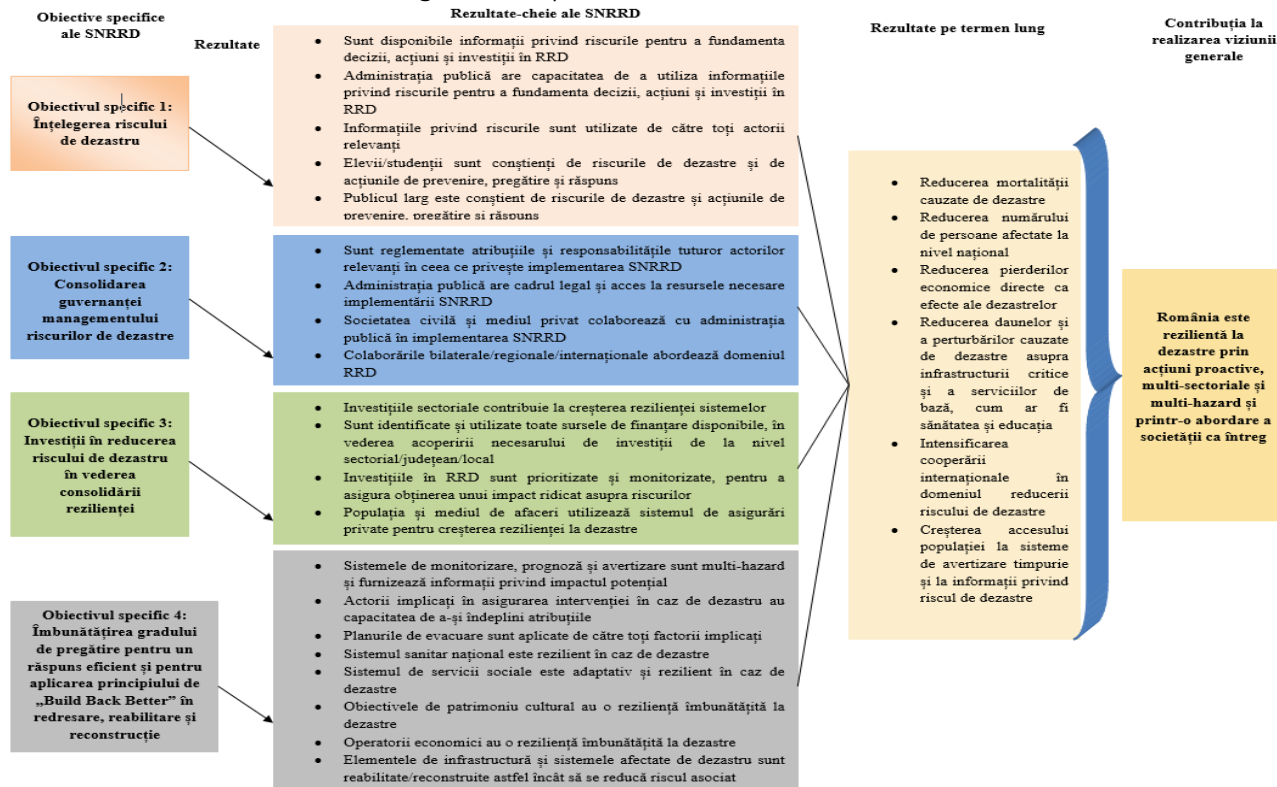 Obiective specifice
ale SNRRD
Rezultate
Rezultate-cheie ale SNRRD
Rezultate pe termen lung
Contribuția la
realizarea viziunii
generale
Obiectivul specific 1:
Înțelegerea riscului
de dezastru
• Sunt disponibile informații privind riscurile pentru a fundamenta
decizii, acțiuni și investiții în RRD
• Administrația publică are capacitatea de a utiliza informațiile
privind riscurile pentru a fundamenta decizii, acțiuni și investiții în
RRD
• Informațiile privind riscurile sunt utilizate de către toți actorii
relevanți
• Elevii/studenții sunt conștienți de riscurile de dezastre și de
acțiunile de prevenire, pregătire și răspuns
• Publicul larg este conștient de riscurile de dezastre și acțiunile de
prevenire, pregătire și răspuns
Obiectivul specific 2:
Consolidarea
guvernanței
managementului
riscurilor de dezastre
• Sunt reglementate atribuțiile și responsabilitățile tuturor actorilor
relevanți în ceea ce privește implementarea SNRRD
• Administrația publică are cadrul legal și acces la resursele necesare
implementării SNRRD
• Societatea civilă și mediul privat colaborează cu administrația
publică în implementarea SNRRD
• Colaborările bilaterale/regionale/internaționale abordează domeniul
RRD
Obiectivul specific 3:
Investiții în reducerea
riscului de dezastru
în vederea
consolidării
rezilienței
• Investițiile sectoriale contribuie la creșterea rezilienței sistemelor
• Sunt identificate și utilizate toate sursele de finanțare disponibile, în
vederea acoperirii necesarului de investiții de la nivel
sectorial/județean/local
• Investițiile în RRD sunt prioritizate și monitorizate, pentru a
asigura obținerea unui impact ridicat asupra riscurilor
• Populația și mediul de afaceri utilizează sistemul de asigurări
private pentru creșterea rezilienței la dezastre
Obiectivul specific 4:
Îmbunătățirea gradului
de pregătire pentru un
răspuns eficient și pentru
aplicarea principiului de
„Build Back Better” în
redresare, reabilitare și
reconstrucție
• Sistemele de monitorizare, prognoză și avertizare sunt multi-hazard
și furnizează informații privind impactul potențial
• Actorii implicați în asigurarea intervenției în caz de dezastru au
capacitatea de a-și îndeplini atribuțiile
• Planurile de evacuare sunt aplicate de către toți factorii implicați
• Sistemul sanitar național este rezilient în caz de dezastre
• Sistemul de servicii sociale este adaptativ și rezilient în caz de
dezastre
• Obiectivele de patrimoniu cultural au o reziliență îmbunătățită la
dezastre
• Operatorii economici au o reziliență îmbunătățită la dezastre
• Elementele de infrastructură și sistemele afectate de dezastru sunt
reabilitate/reconstruite astfel încât să se reducă riscul asociat
• Reducerea mortalității
cauzate de dezastre
• Reducerea numărului
de persoane afectate la
nivel național
• Reducerea pierderilor
economice directe ca
efecte ale dezastrelor
• Reducerea daunelor și
a perturbărilor cauzate
de dezastre asupra
infrastructurii critice
și a serviciilor de
bază, cum ar fi
sănătatea și educația
• Intensificarea
cooperării
internaționale în
domeniul reducerii
riscului de dezastre
• Creșterea accesului
populației la sisteme
de avertizare timpurie
și la informații privind
riscul de dezastre
România este
rezilientă la
dezastre prin
acțiuni proactive,
multi-sectoriale și
multi-hazard și
printr-o abordare a
societății ca întreg